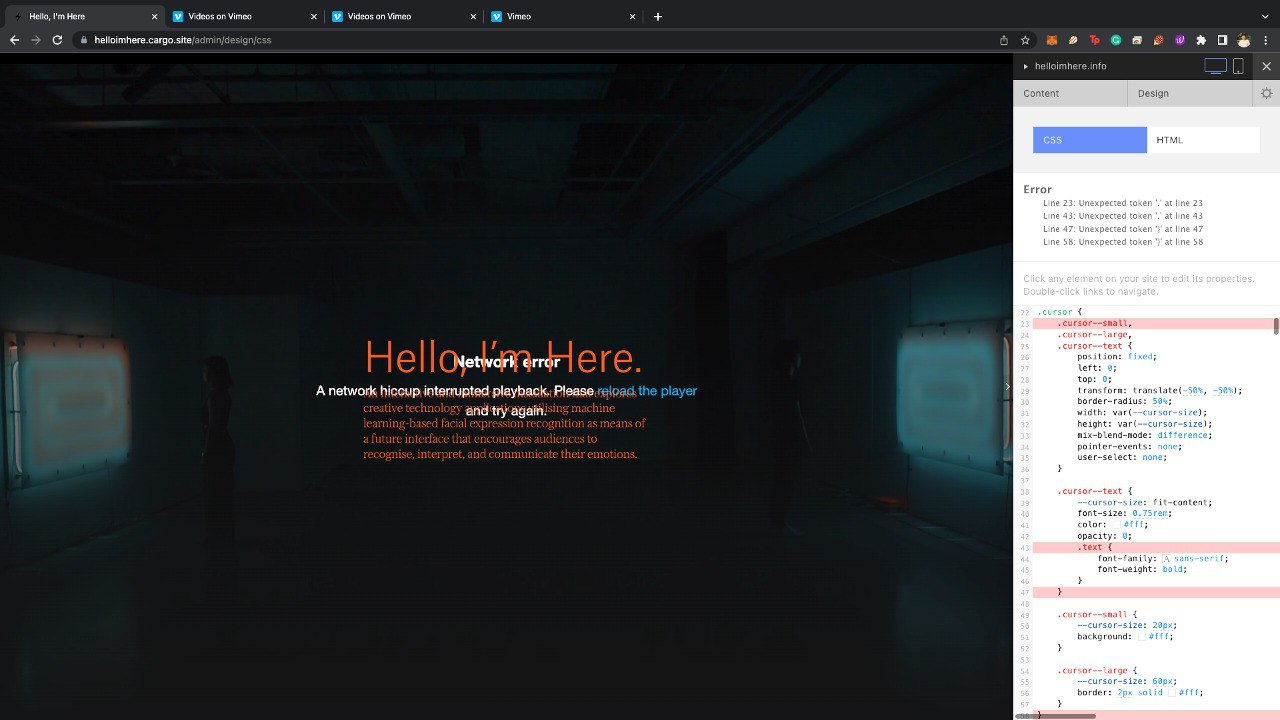 Hello, I'm Here
Videos on Vimeo
Videos on Vimeo
Vimeo
helloimhere.cargo.site/admin/design/css
helloimhere.info
Content
Design
CSS
HTML
Error
Line 23: Unexpected token '.' at line 23
Line 43: Unexpected token '.' at line 43
Line 47: Unexpected token '}' at line 47
Line 58: Unexpected token '}' at line 58
Click any element on your site to edit its properties.
Double-click links to navigate.
Hello, I'm Here.
Network error
A network hiccup interrupted playback. Please reload the player
and try again.
creative technology
machine
learning-based facial expression recognition as means of
a future interface that encourages audiences to
recognise, interpret, and communicate their emotions.
22 .cursor {
23 .cursor--small,
24 .cursor--large,
25 .cursor--text {
26 position: fixed;
27 left: 0;
28 top: 0;
29 transform: translate(-50%, -50%);
30 border-radius: 50%;
31 width: var(--cursor-size);
32 height: var(--cursor-size);
33 mix-blend-mode: difference;
34 pointer-events: none;
35 user-select: none;
36 }
37
38 .cursor--text {
39 --cursor-size: fit-content;
40 font-size: 0.75rem;
41 color: #fff;
42 opacity: 0;
43 .text {
44 font-family: A sans-serif;
45 font-weight: bold;
46 }
47 }
48
49 .cursor--small {
50 --cursor-size: 20px;
51 background: #fff;
52 }
53
54 .cursor--large {
55 --cursor-size: 60px;
56 border: 2px solid #fff;
57 }
58 }